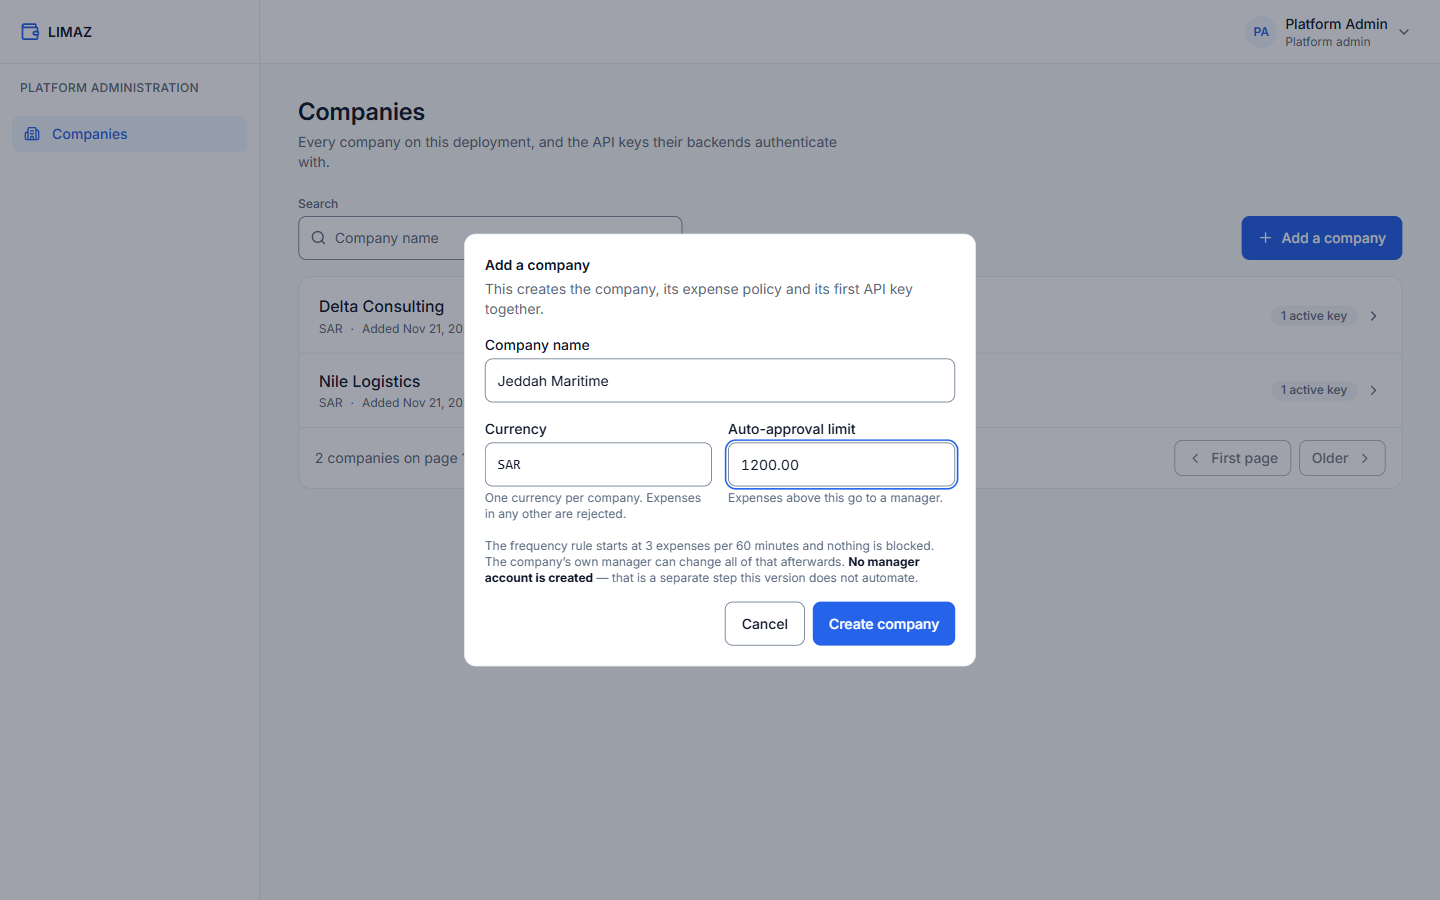 LIMAZ
PA
Platform Admin
Platform admin
PLATFORM ADMINISTRATION
Companies
Companies
Every company on this deployment, and the API keys their backends authenticate
with.
Search
Company name
Add a company
Delta Consulting
SAR · Added Nov 21, 20
1 active key
Nile Logistics
SAR · Added Nov 21, 20
1 active key
2 companies on page
First page
Older
Add a company
This creates the company, its expense policy and its first API key
together.
Company name
Jeddah Maritime
Currency
Auto-approval limit
SAR
1200.00
One currency per company. Expenses
in any other are rejected.
Expenses above this go to a manager.
The frequency rule starts at 3 expenses per 60 minutes and nothing is blocked.
The company’s own manager can change all of that afterwards. No manager
account is created — that is a separate step this version does not automate.
Cancel
Create company